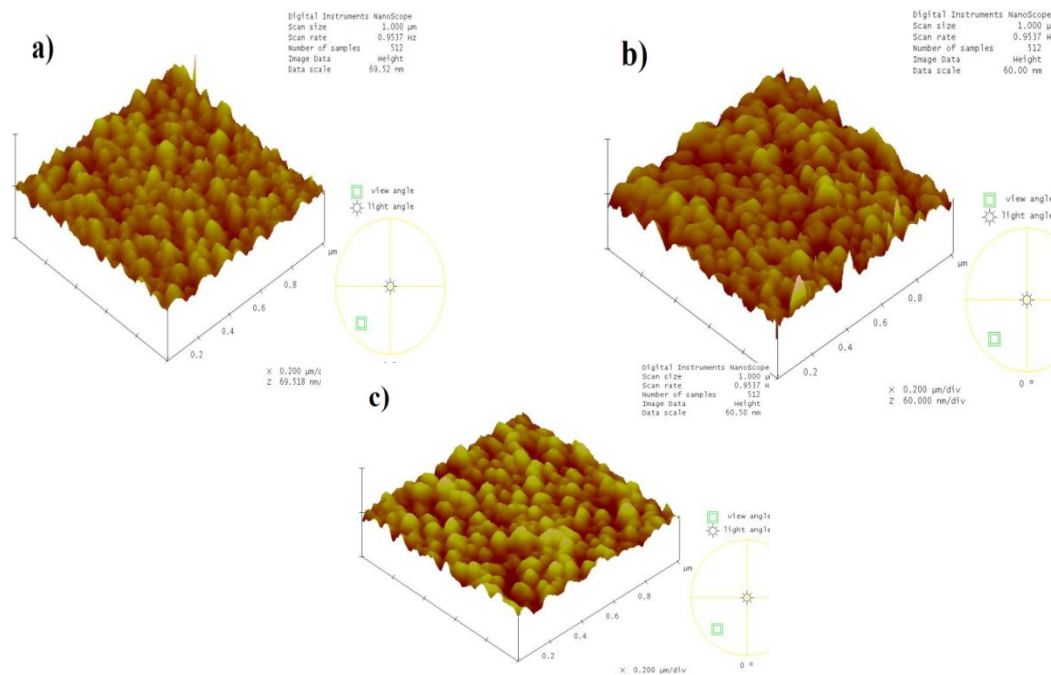 a)
Digital Instruments NanoScope
Scan size 1.000 µm
Scan rate 0.9537 Hz
Number of samples 512
Image Data Height
Data scale 69.52 nm
view angle
light angle
µm
0.8
0.6
0.4
0.2
X 0.200 µm/d
Z 69.518 nm/
b)
Digital Instruments NanoScope
Scan size 1.000 µ
Scan rate 0.9537 Hz
Number of samples 512
Image Data Height
Data scale 60.00 nm
view angle
light angle
µm
0.8
0.6
0.4
0.2
X 0.200 µm/div
Z 60.000 nm/div
0 °
c)
Digital Instruments NanoScope
Scan size 1.000 µ
Scan rate 0.9537 H
Number of samples 512
Image Data Height
Data scale 60.50 nm
view angle
light angle
µm
0.8
0.6
0.4
0.2
X 0.200 µm/div
0 °